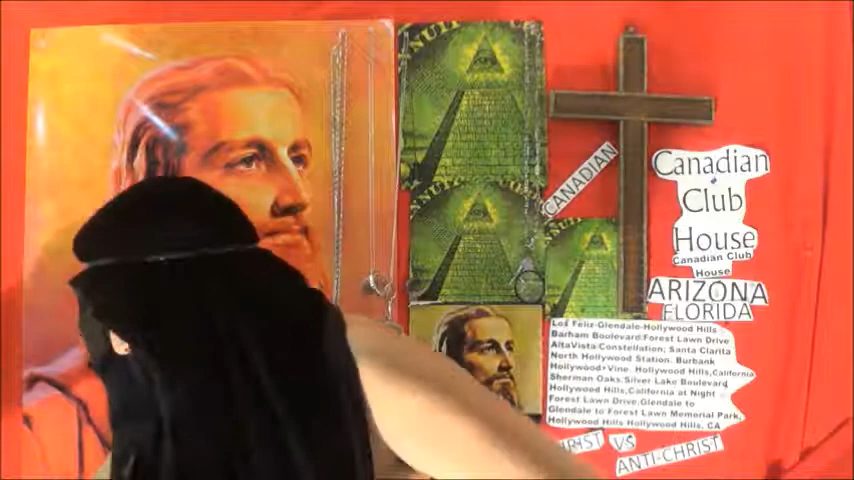 ANNUIT
ANNUIT
CANADIAN
Canadian
Club
House
Canadian Club
House
ARIZONA
FLORIDA
Los Feliz-Glendale-Hollywood Hills
Barham Boulevard:Forest Lawn Drive
AltaVista:Constellation: Santa Clarita
North Hollywood Station. Burbank
Hollywood+Vine. Hollywood Hills.
Sherman Oaks.Silver Lake Boulevard
Hollywood Hills,California at Night,
Forest Lawn Drive,Glendale to
Glendale to Forest Lawn Memorial Park,
Hollywood Hills Hollywood Hills, CA
VS
ANTI-CHRIST